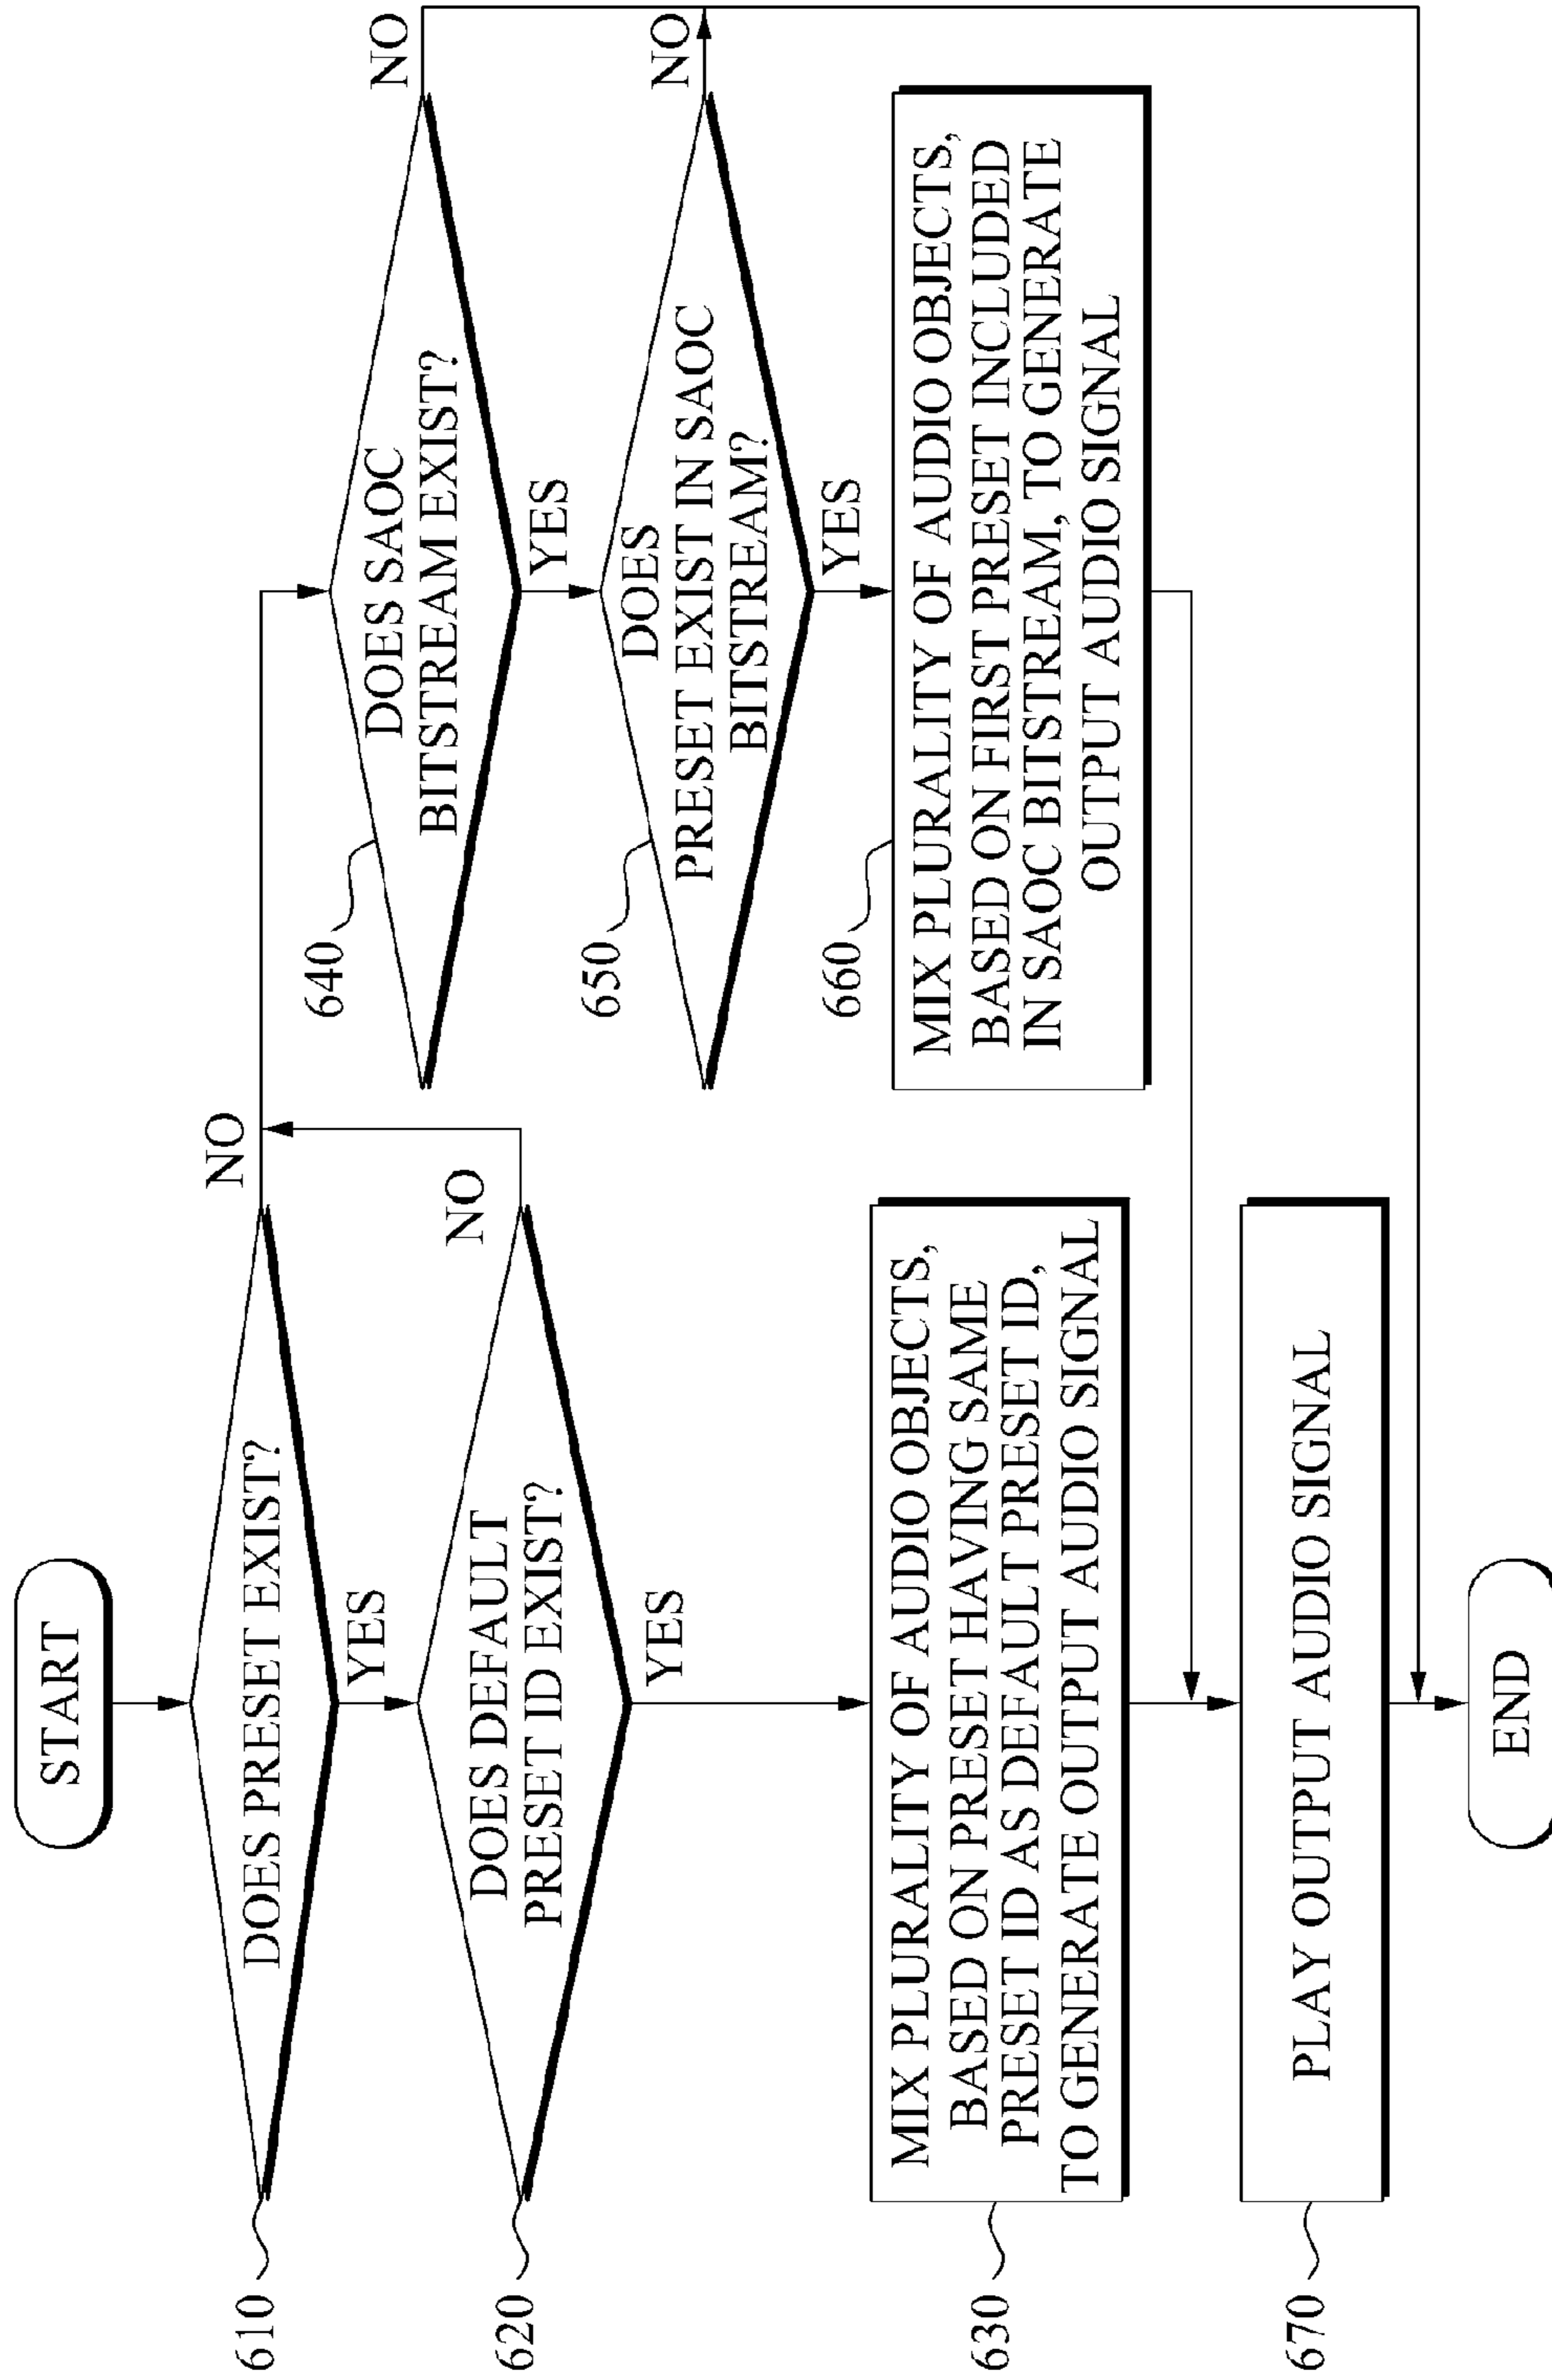 START
610
DOES PRESET EXIST?
NO
YES
620
DOES DEFAULT
PRESET ID EXIST?
NO
YES
630
MIX PLURALITY OF AUDIO OBJECTS,
BASED ON PRESET HAVING SAME
PRESET ID AS DEFAULT PRESET ID,
TO GENERATE OUTPUT AUDIO SIGNAL
640
DOES SAOC
BITSTREAM EXIST?
NO
YES
650
DOES
PRESET EXIST IN SAOC
BITSTREAM?
NO
YES
660
MIX PLURALITY OF AUDIO OBJECTS,
BASED ON FIRST PRESET INCLUDED
IN SAOC BITSTREAM, TO GENERATE
OUTPUT AUDIO SIGNAL
670
PLAY OUTPUT AUDIO SIGNAL
END